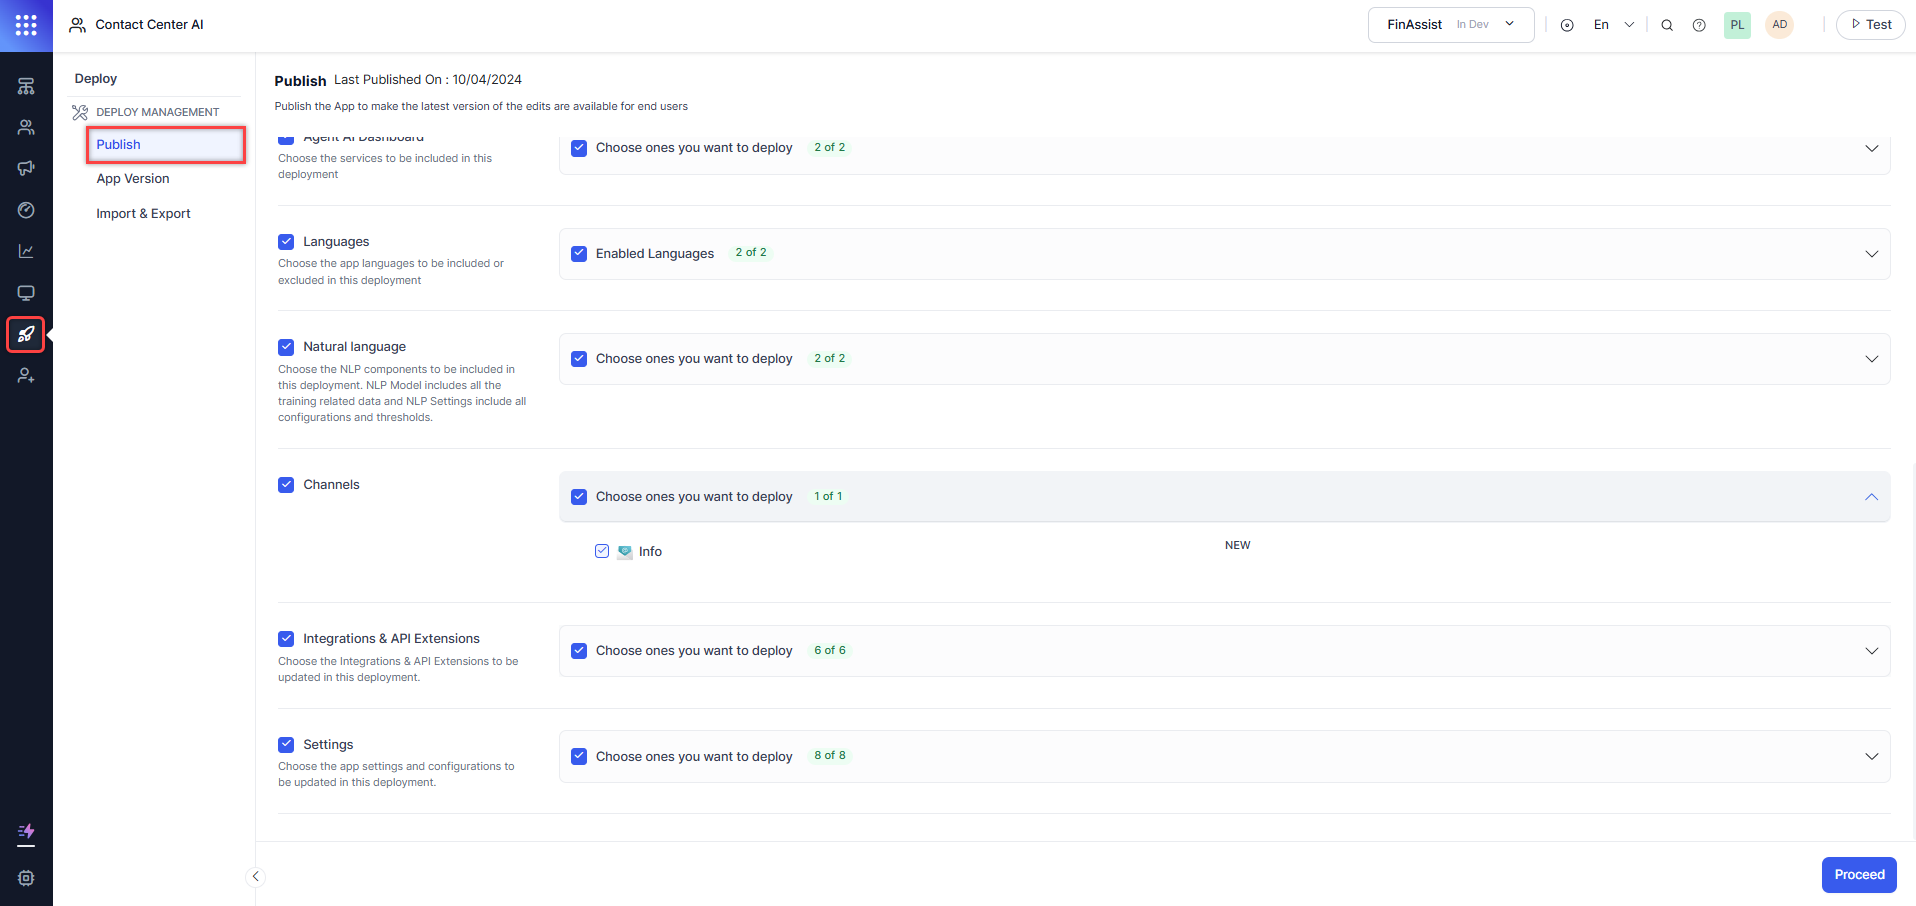 Contact Center AI
FinAssist In Dev
En
PL
AD
Test
Deploy
DEPLOY MANAGEMENT
Publish
App Version
Import & Export
Publish Last Published On : 10/04/2024
Publish the App to make the latest version of the edits are available for end users
Agent AI Dashboard
Choose the services to be included in this
deployment
Choose ones you want to deploy 2 of 2
Languages
Choose the app languages to be included or
excluded in this deployment
Enabled Languages 2 of 2
Natural language
Choose the NLP components to be included in
this deployment. NLP Model includes all the
training related data and NLP Settings include all
configurations and thresholds.
Choose ones you want to deploy 2 of 2
Channels
Choose ones you want to deploy 1 of 1
Info
NEW
Integrations & API Extensions
Choose the Integrations & API Extensions to be
updated in this deployment.
Choose ones you want to deploy 6 of 6
Settings
Choose the app settings and configurations to
be updated in this deployment.
Choose ones you want to deploy 8 of 8
Proceed